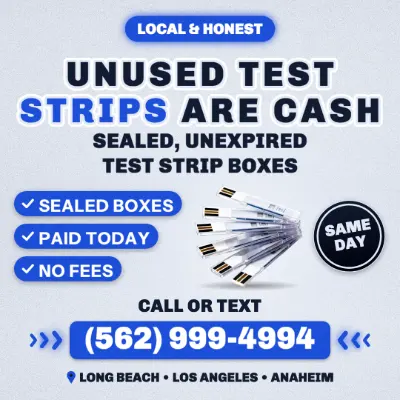 LOCAL & HONEST
UNUSED TEST
STRIPS ARE CASH
SEALED, UNEXPIRED
TEST STRIP BOXES
SEALED BOXES
PAID TODAY
NO FEES
SAME
DAY
CALL OR TEXT
(562) 999-4994
LONG BEACH • LOS ANGELES • ANAHEIM